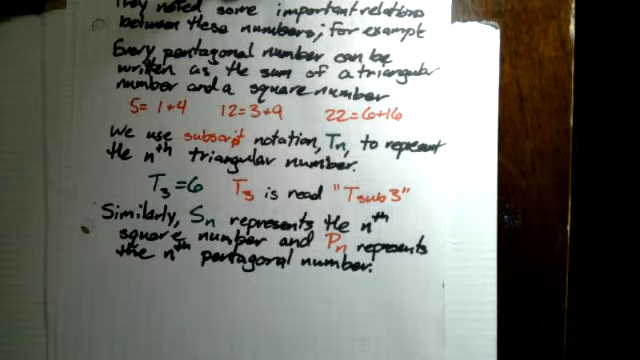 They noted some important relations
between these numbers; for example
Every pentagonal number can be
written as the sum of a triangular
number and a square number
5=1+4 12=3+9 22=6+16
We use subscript notation, Tn, to represent
the nth triangular number.
T3=6 T3 is read "Tsub3"
Similarly, Sn represents the nth
square number and Pn represents
the nth pentagonal number.